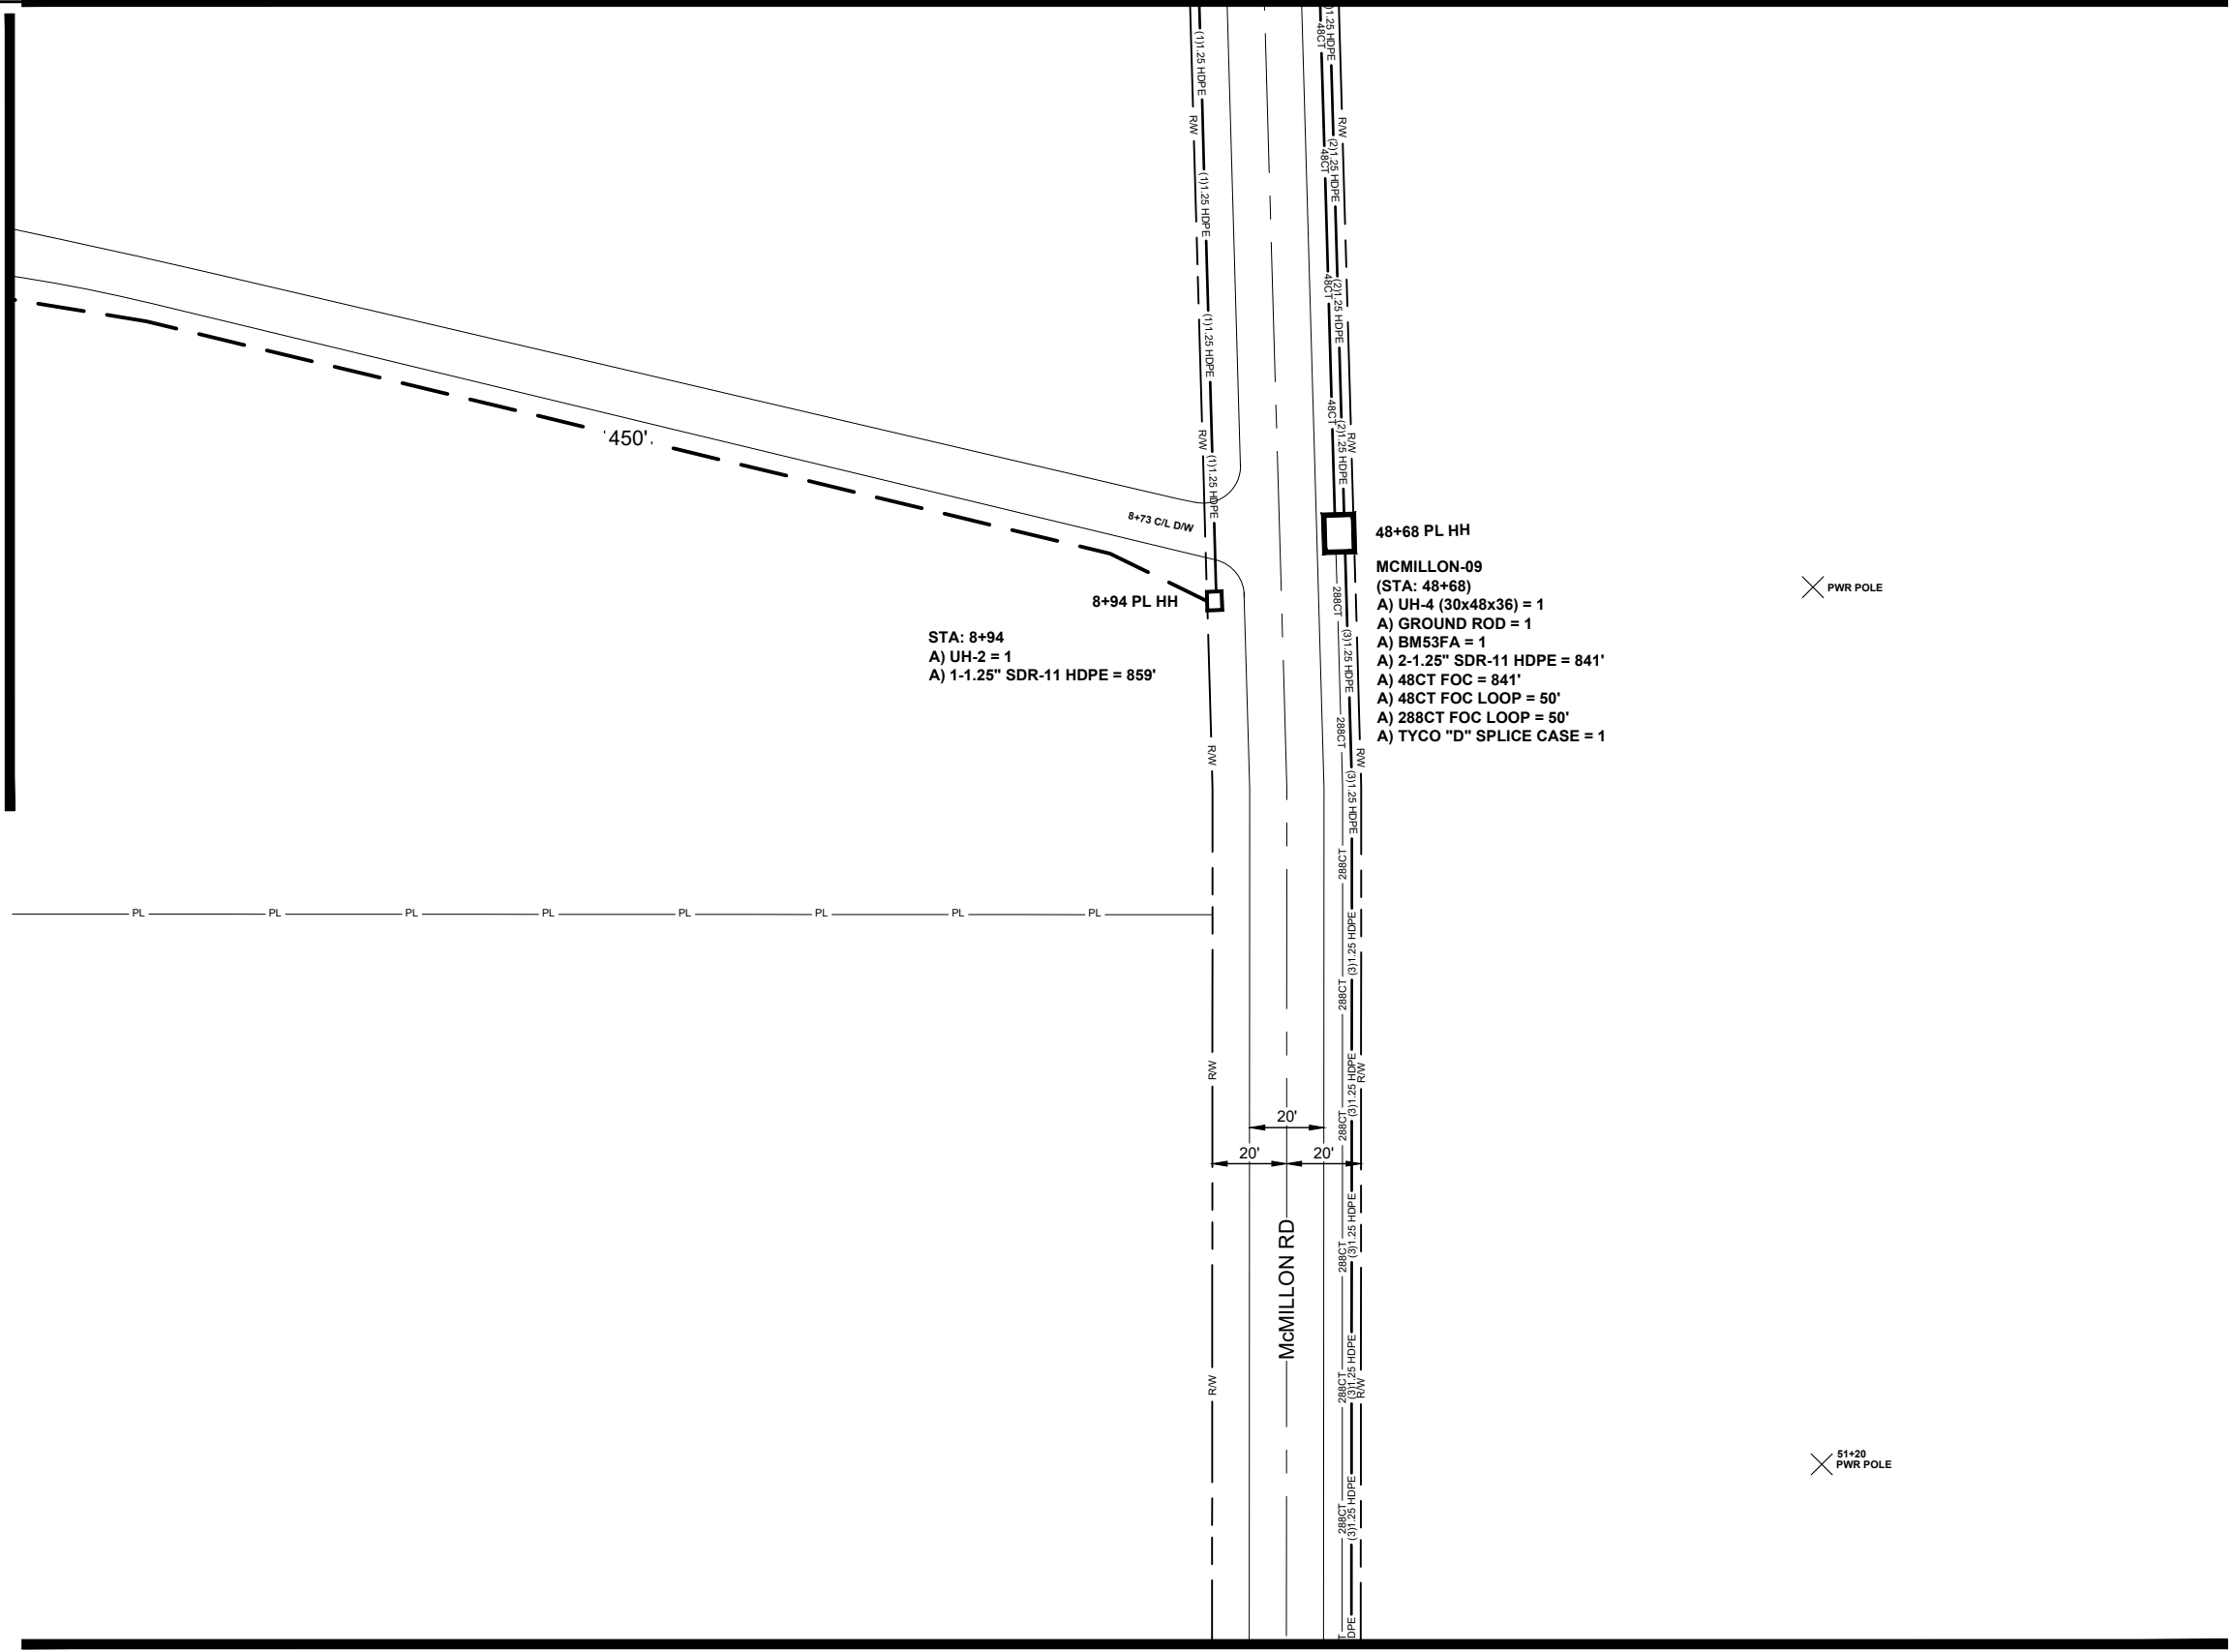 (1)1.25 HDPE
(1)1.25 HDPE
(1)1.25 HDPE
(1)1.25 HDPE
R/W
R/W
R/W
R/W
R/W
1.25 HDPE
(2)1.25 HDPE
(2)1.25 HDPE
(2)1.25 HDPE
48CT
48CT
48CT
48CT
R/W
R/W
R/W
R/W
R/W
450'
8+73 C/L D/W
8+94 PL HH
STA: 8+94
A) UH-2 = 1
A) 1-1.25" SDR-11 HDPE = 859'
48+68 PL HH
MCMILLON-09
(STA: 48+68)
A) UH-4 (30x48x36) = 1
A) GROUND ROD = 1
A) BM53FA = 1
A) 2-1.25" SDR-11 HDPE = 841'
A) 48CT FOC = 841'
A) 48CT FOC LOOP = 50'
A) 288CT FOC LOOP = 50'
A) TYCO "D" SPLICE CASE = 1
PWR POLE
288CT
288CT
288CT
288CT
288CT
288CT
288CT
288CT
(3)1.25 HDPE
(3)1.25 HDPE
(3)1.25 HDPE
(3)1.25 HDPE
(3)1.25 HDPE
(3)1.25 HDPE
(3)1.25 HDPE
DPE
PL PL PL PL PL PL PL PL
20'
20' 20'
McMILLON RD
51+20
PWR POLE